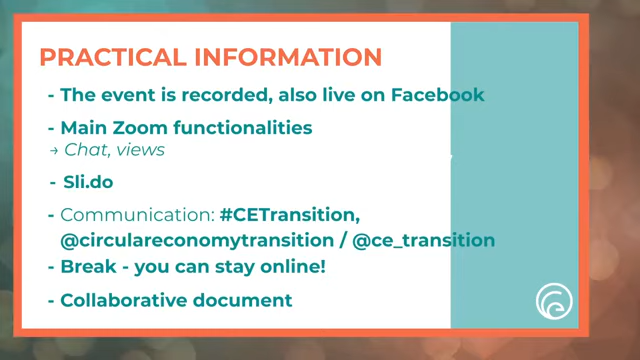 PRACTICAL INFORMATION
- The event is recorded, also live on Facebook
- Main Zoom functionalities
→ Chat, views
- Sli.do
- Communication: #CETransition,
@circulareconomytransition / @ce_transition
- Break - you can stay online!
- Collaborative document